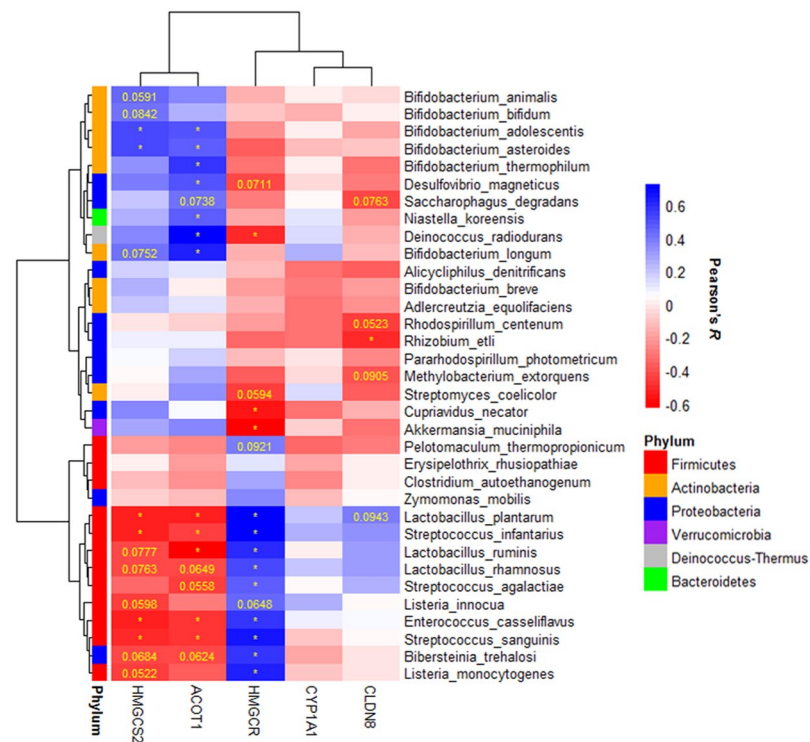 0.0591 Bifidobacterium_animalis
0.0842 Bifidobacterium_bifidum
* * Bifidobacterium_adolescentis
* * Bifidobacterium_asteroides
* Bifidobacterium_thermophilum
* 0.0711 Desulfovibrio_magneticus
0.0738 0.0763 Saccharophagus_degradans
* Niastella_koreensis
* * Deinococcus_radiodurans
0.0752 * Bifidobacterium_longum
Alicycliphilus_denitrificans
Bifidobacterium_breve
Adlercreutzia_equolifaciens
0.0523 Rhodospirillum_centenum
* Rhizobium_etli
Pararhodospirillum_photometricum
0.0905 Methylobacterium_extorquens
0.0594 Streptomyces_coelicolor
* Cupriavidus_necator
* Akkermansia_muciniphila
0.0921 Pelotomaculum_thermopropionicum
Erysipelothrix_rhusiopathiae
Clostridium_autoethanogenum
Zymomonas_mobilis
* * * 0.0943 Lactobacillus_plantarum
* * * Streptococcus_infantarius
0.0777 * * Lactobacillus_ruminis
0.0763 0.0649 * Lactobacillus_rhamnosus
0.0558 * Streptococcus_agalactiae
0.0598 0.0648 Listeria_innocua
* * * Enterococcus_casseliflavus
* * * Streptococcus_sanguinis
0.0684 0.0624 * Bibersteinia_trehalosi
0.0522 * Listeria_monocytogenes
Phylum
HMGCS2
ACOT1
HMGCR
CYP1A1
CLDN8
0.6
0.4
0.2
0
-0.2
-0.4
-0.6
Pearson's R
Phylum
Firmicutes
Actinobacteria
Proteobacteria
Verrucomicrobia
Deinococcus-Thermus
Bacteroidetes